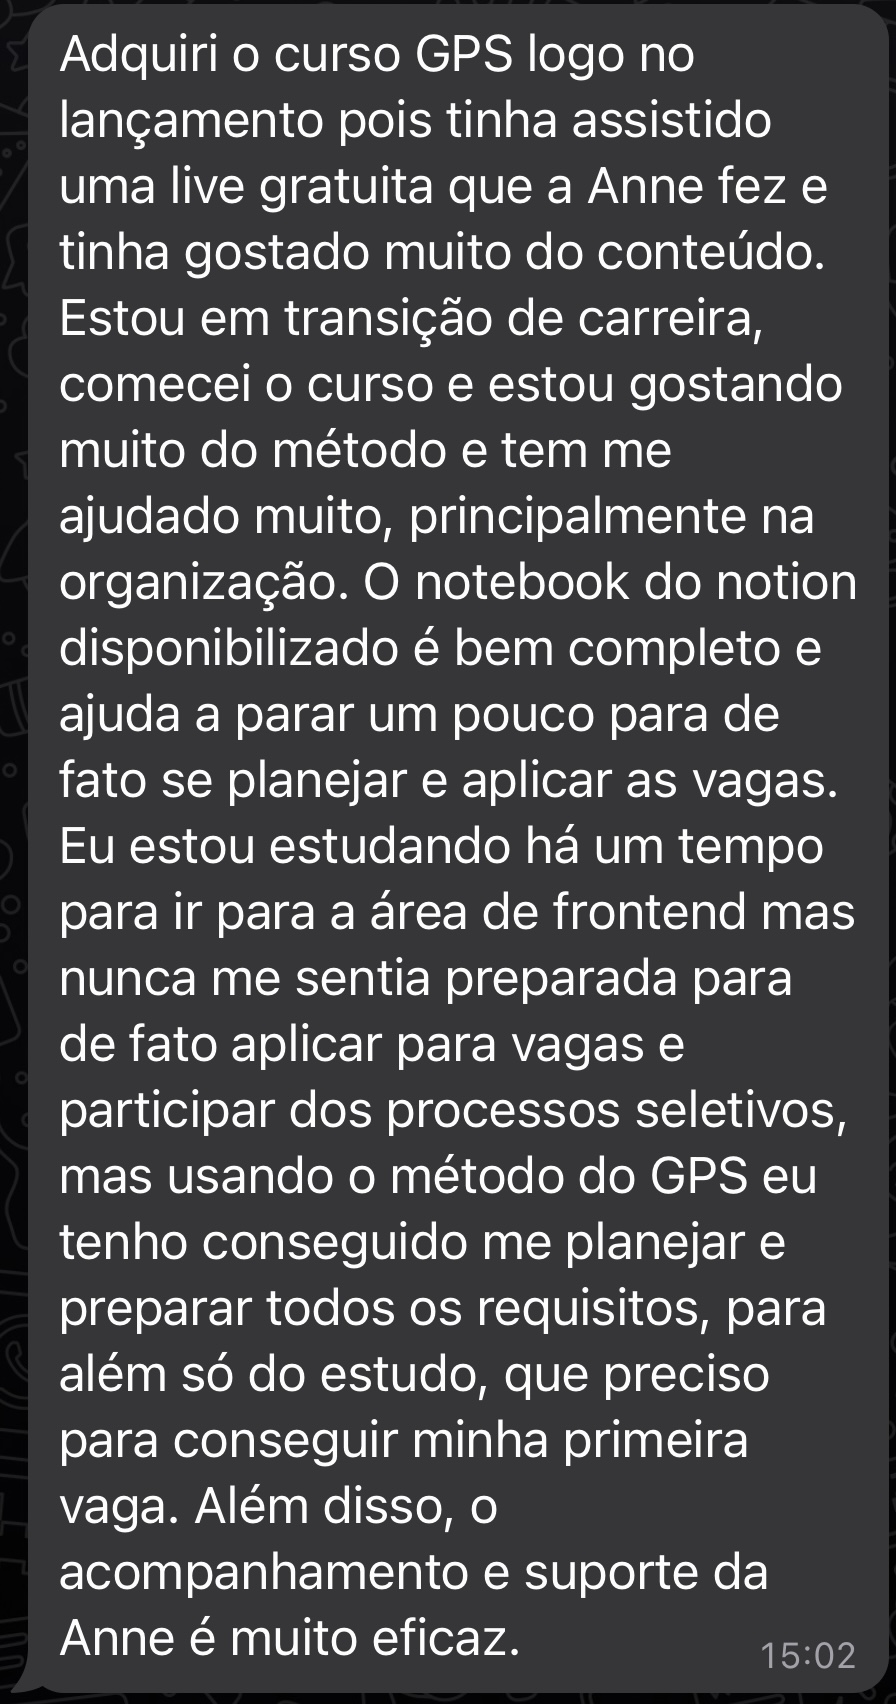 Adquiri o curso GPS logo no
lançamento pois tinha assistido
uma live gratuita que a Anne fez e
tinha gostado muito do conteúdo.
Estou em transição de carreira,
comecei o curso e estou gostando
muito do método e tem me
ajudado muito, principalmente na
organização. O notebook do notion
disponibilizado é bem completo e
ajuda a parar um pouco para de
fato se planejar e aplicar as vagas.
Eu estou estudando há um tempo
para ir para a área de frontend mas
nunca me sentia preparada para
de fato aplicar para vagas e
participar dos processos seletivos,
mas usando o método do GPS eu
tenho conseguido me planejar e
preparar todos os requisitos, para
além só do estudo, que preciso
para conseguir minha primeira
vaga. Além disso, o
acompanhamento e suporte da
Anne é muito eficaz.
15:02